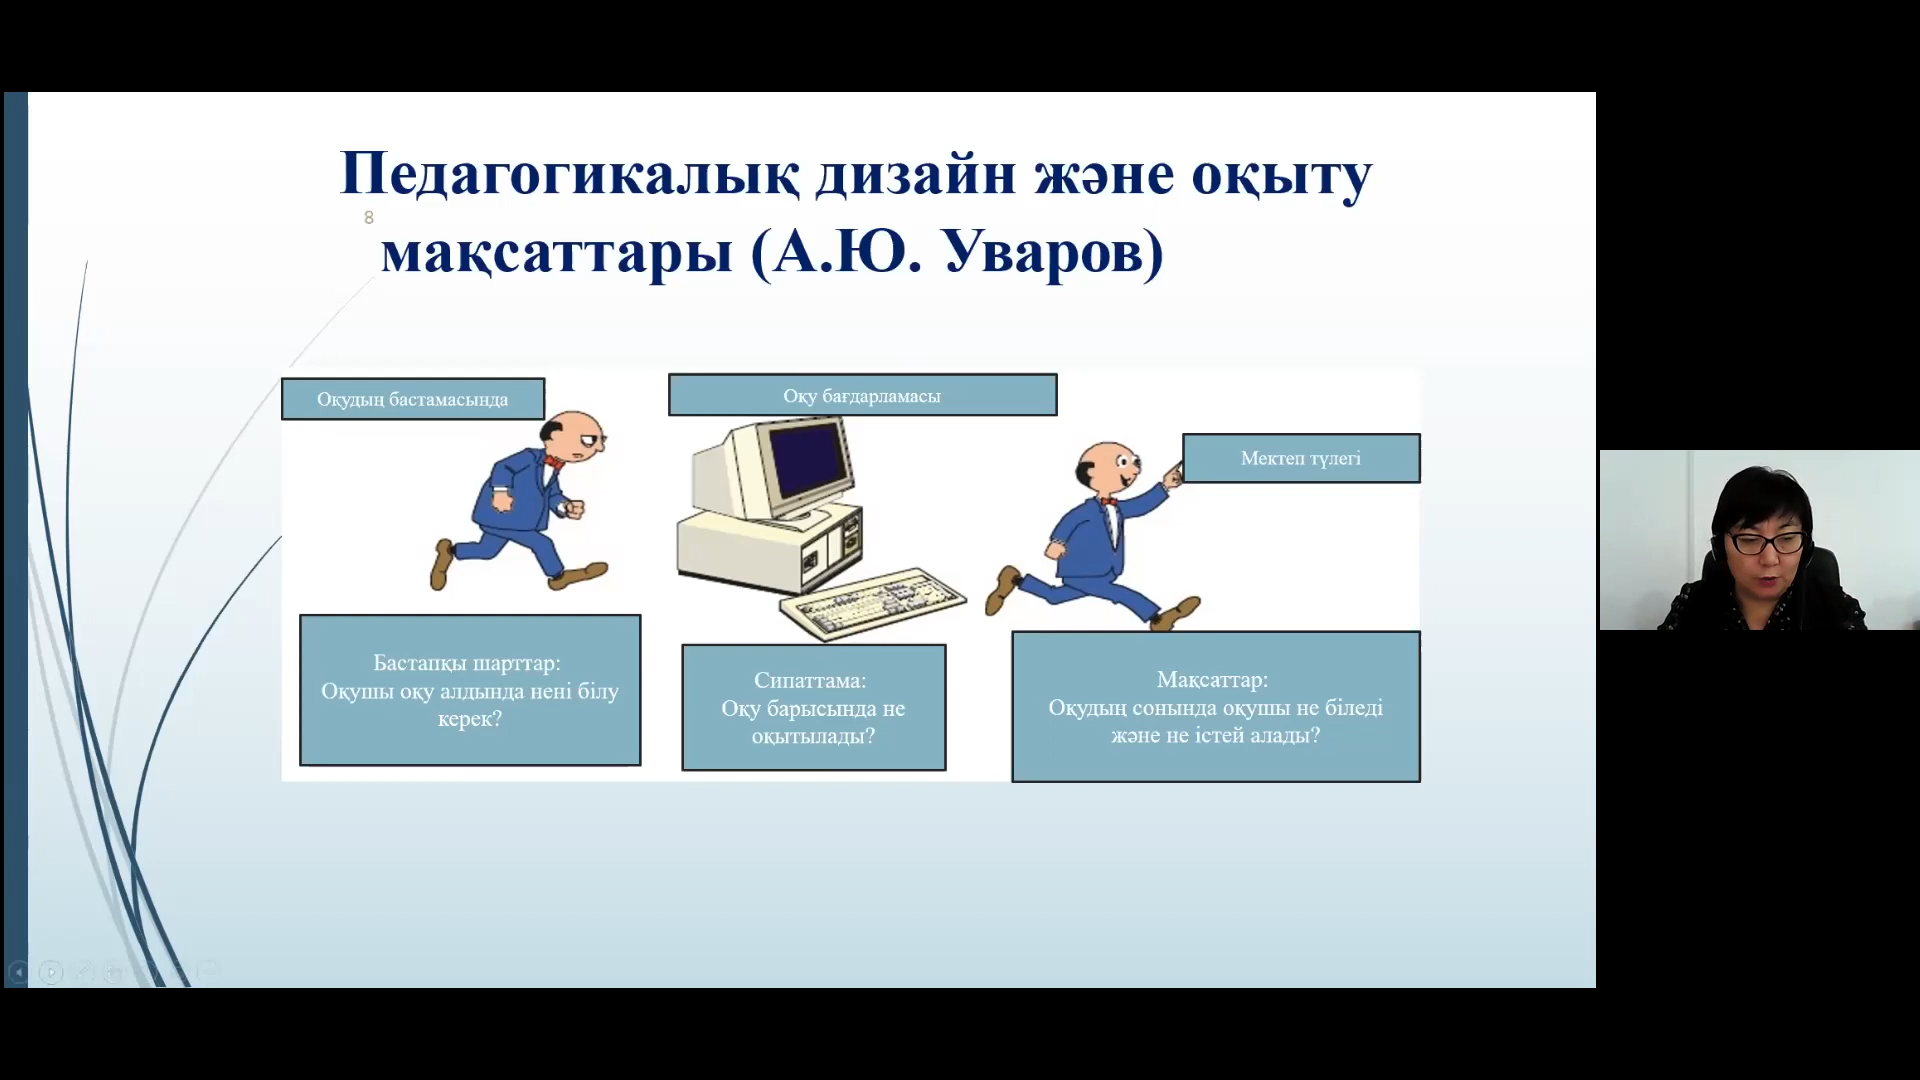 Педагогикалық дизайн және оқыту
8
мақсаттары (А.Ю. Уваров)
Оқудың бастамасында
Оқу бағдарламасы
Мектеп түлегі
Бастапқы шарттар:
Оқушы оқу алдында нені білу
керек?
Сипаттама:
Оқу барысында не
оқытылады?
Мақсаттар:
Оқудың сонында оқушы не біледі
және не істей алады?